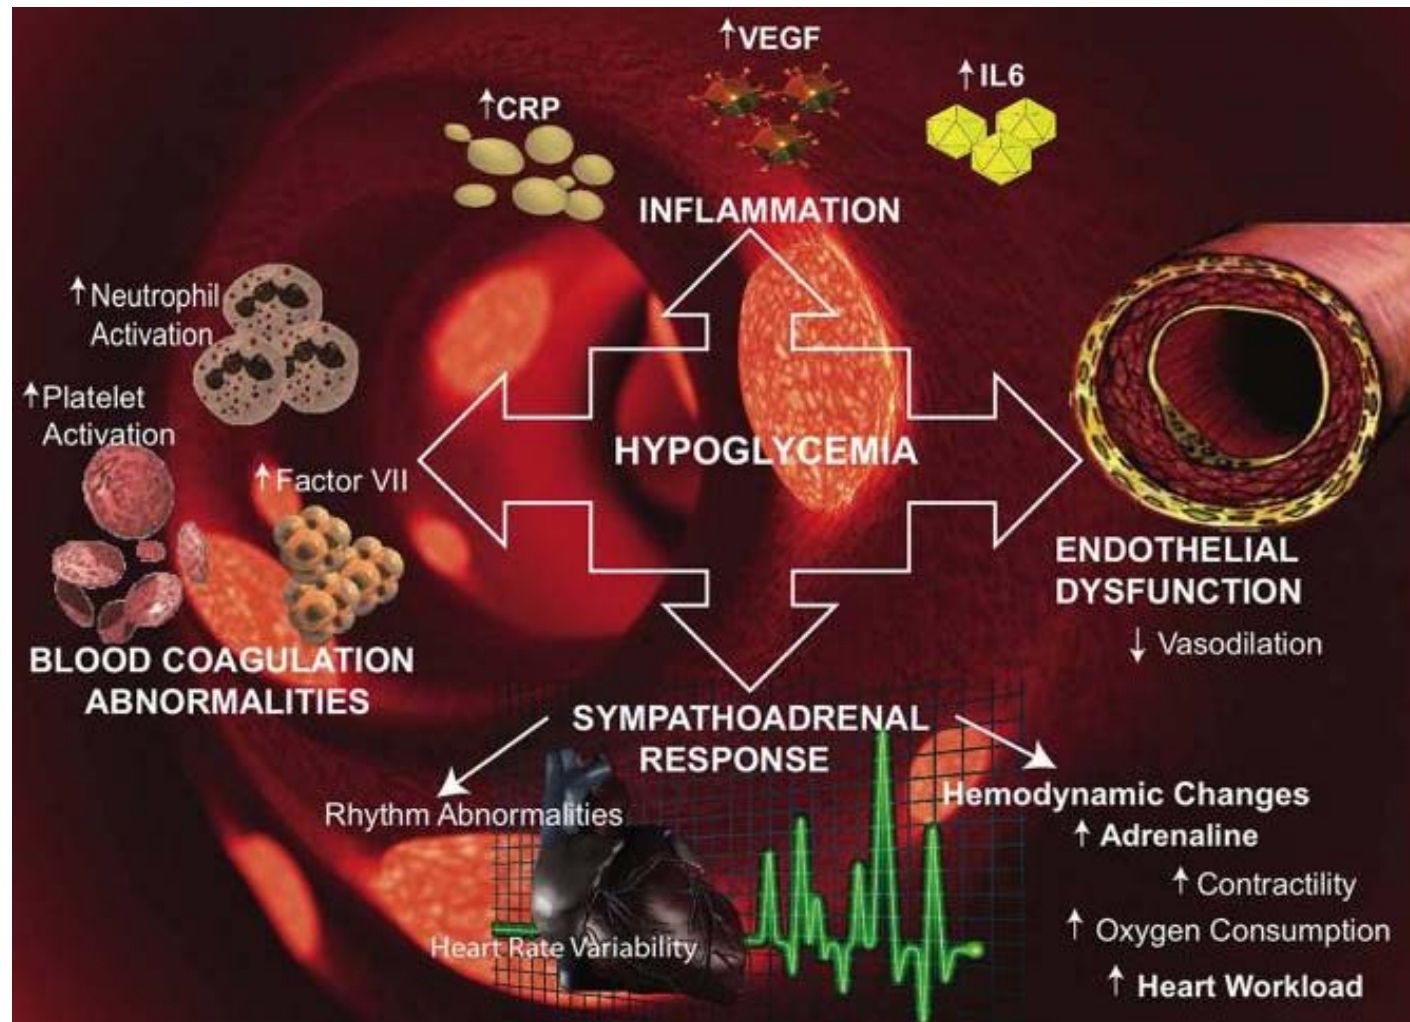 ↑VEGF
↑IL6
↑CRP
INFLAMMATION
↑Neutrophil
Activation
↑Platelet
Activation
↑Factor VII
HYPOGLYCEMIA
BLOOD COAGULATION
ABNORMALITIES
ENDOTHELIAL
DYSFUNCTION
↓ Vasodilation
SYMPATHOADRENAL
RESPONSE
Rhythm Abnormalities
Heart Rate Variability
Hemodynamic Changes
↑ Adrenaline
↑ Contractility
↑ Oxygen Consumption
↑ Heart Workload